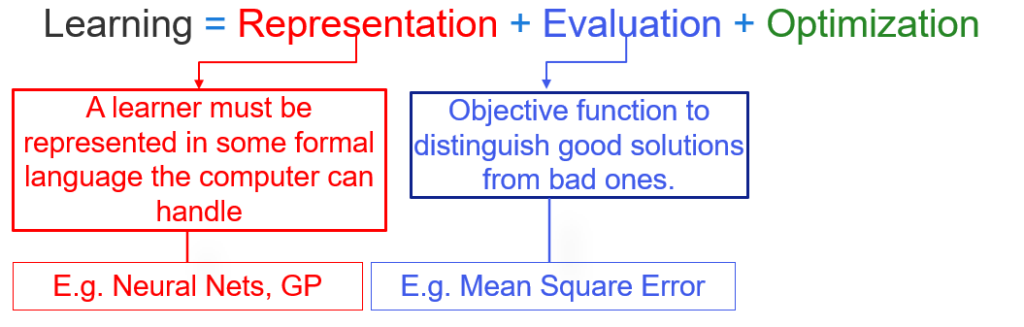 Learning = Representation + Evaluation + Optimization
A learner must be
represented in some formal
language the computer can
handle
Objective function to
distinguish good solutions
from bad ones.
E.g. Neural Nets, GP
E.g. Mean Square Error